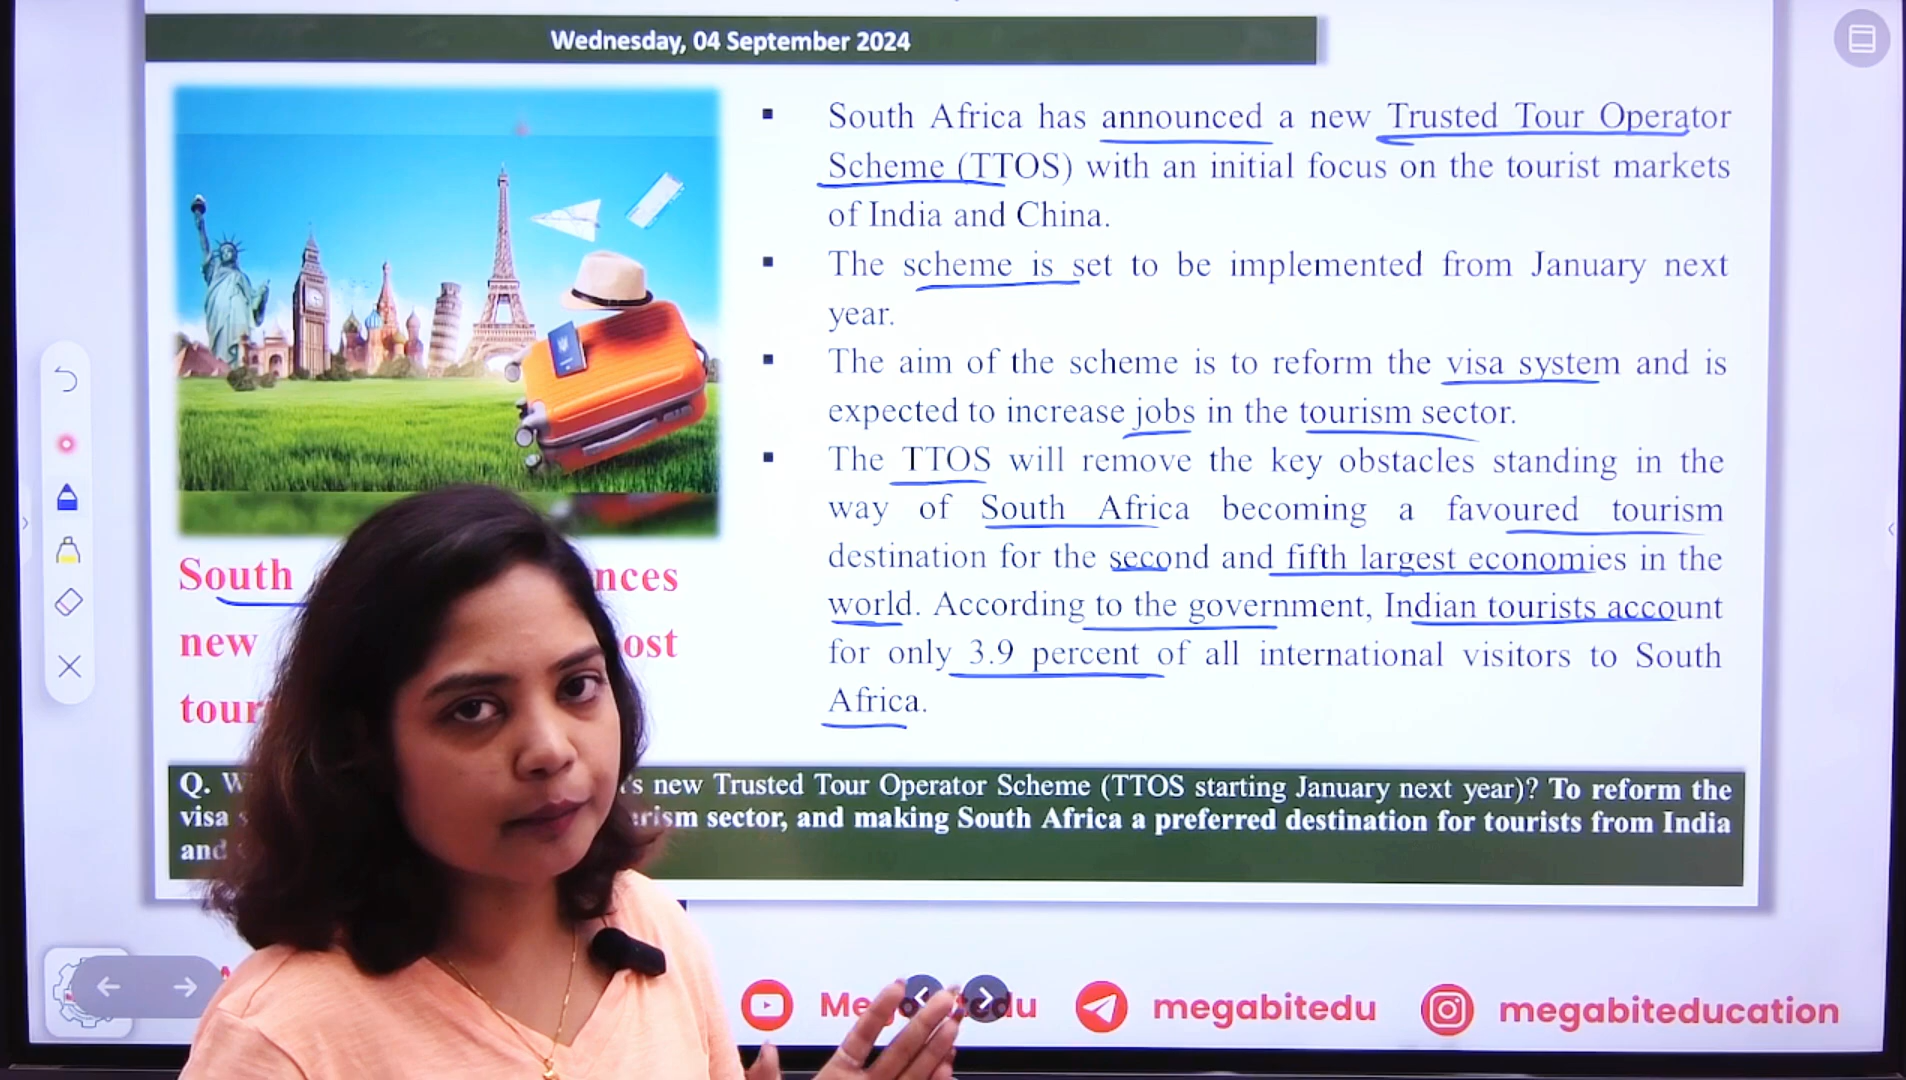 Wednesday, 04 September 2024
South Africa has announced a new Trusted Tour Operator
Scheme (TTOS) with an initial focus on the tourist markets
of India and China.
The scheme is set to be implemented from January next
year.
The aim of the scheme is to reform the visa system and is
expected to increase jobs in the tourism sector.
The TTOS will remove the key obstacles standing in the
way of South Africa becoming a favoured tourism
destination for the second and fifth largest economies in the
world. According to the government, Indian tourists account
for only 3.9 percent of all international visitors to South
Africa.
South nces
new ost
tour
Q. W 's new Trusted Tour Operator Scheme (TTOS starting January next year)? To reform the
visa s rism sector, and making South Africa a preferred destination for tourists from India
and
megabitedu
megabiteducation